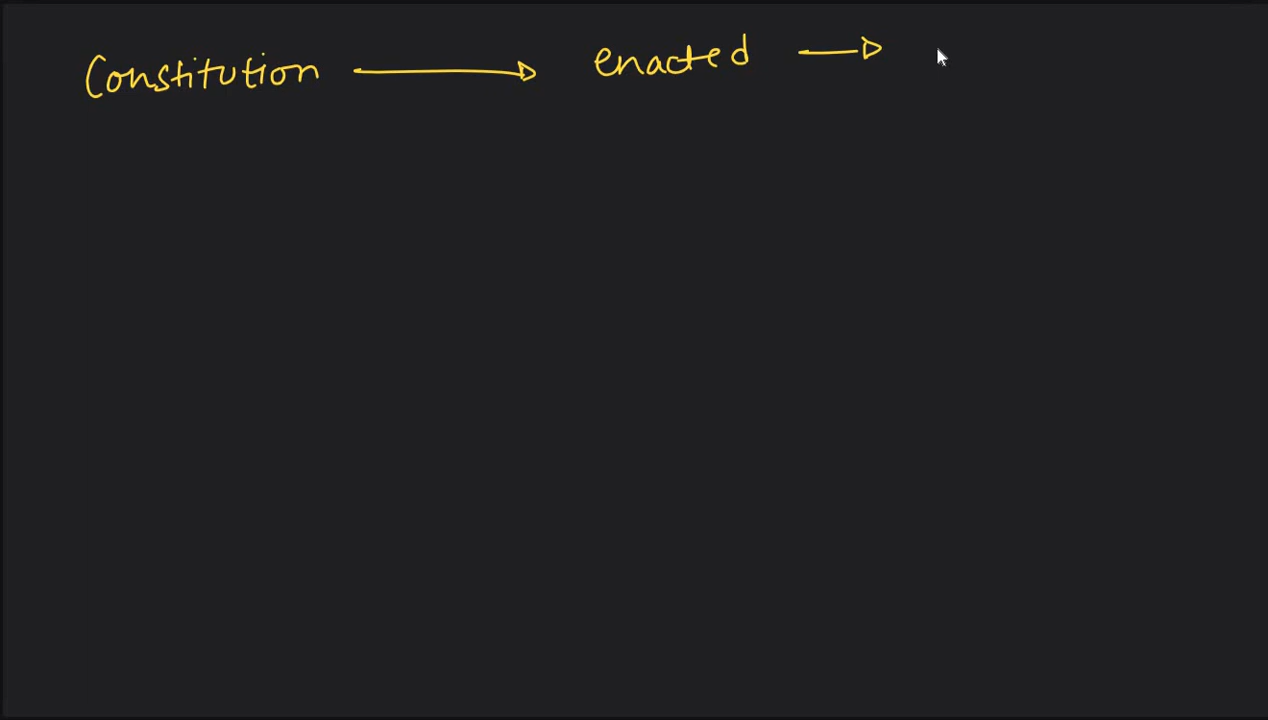 Constitution → enacted →